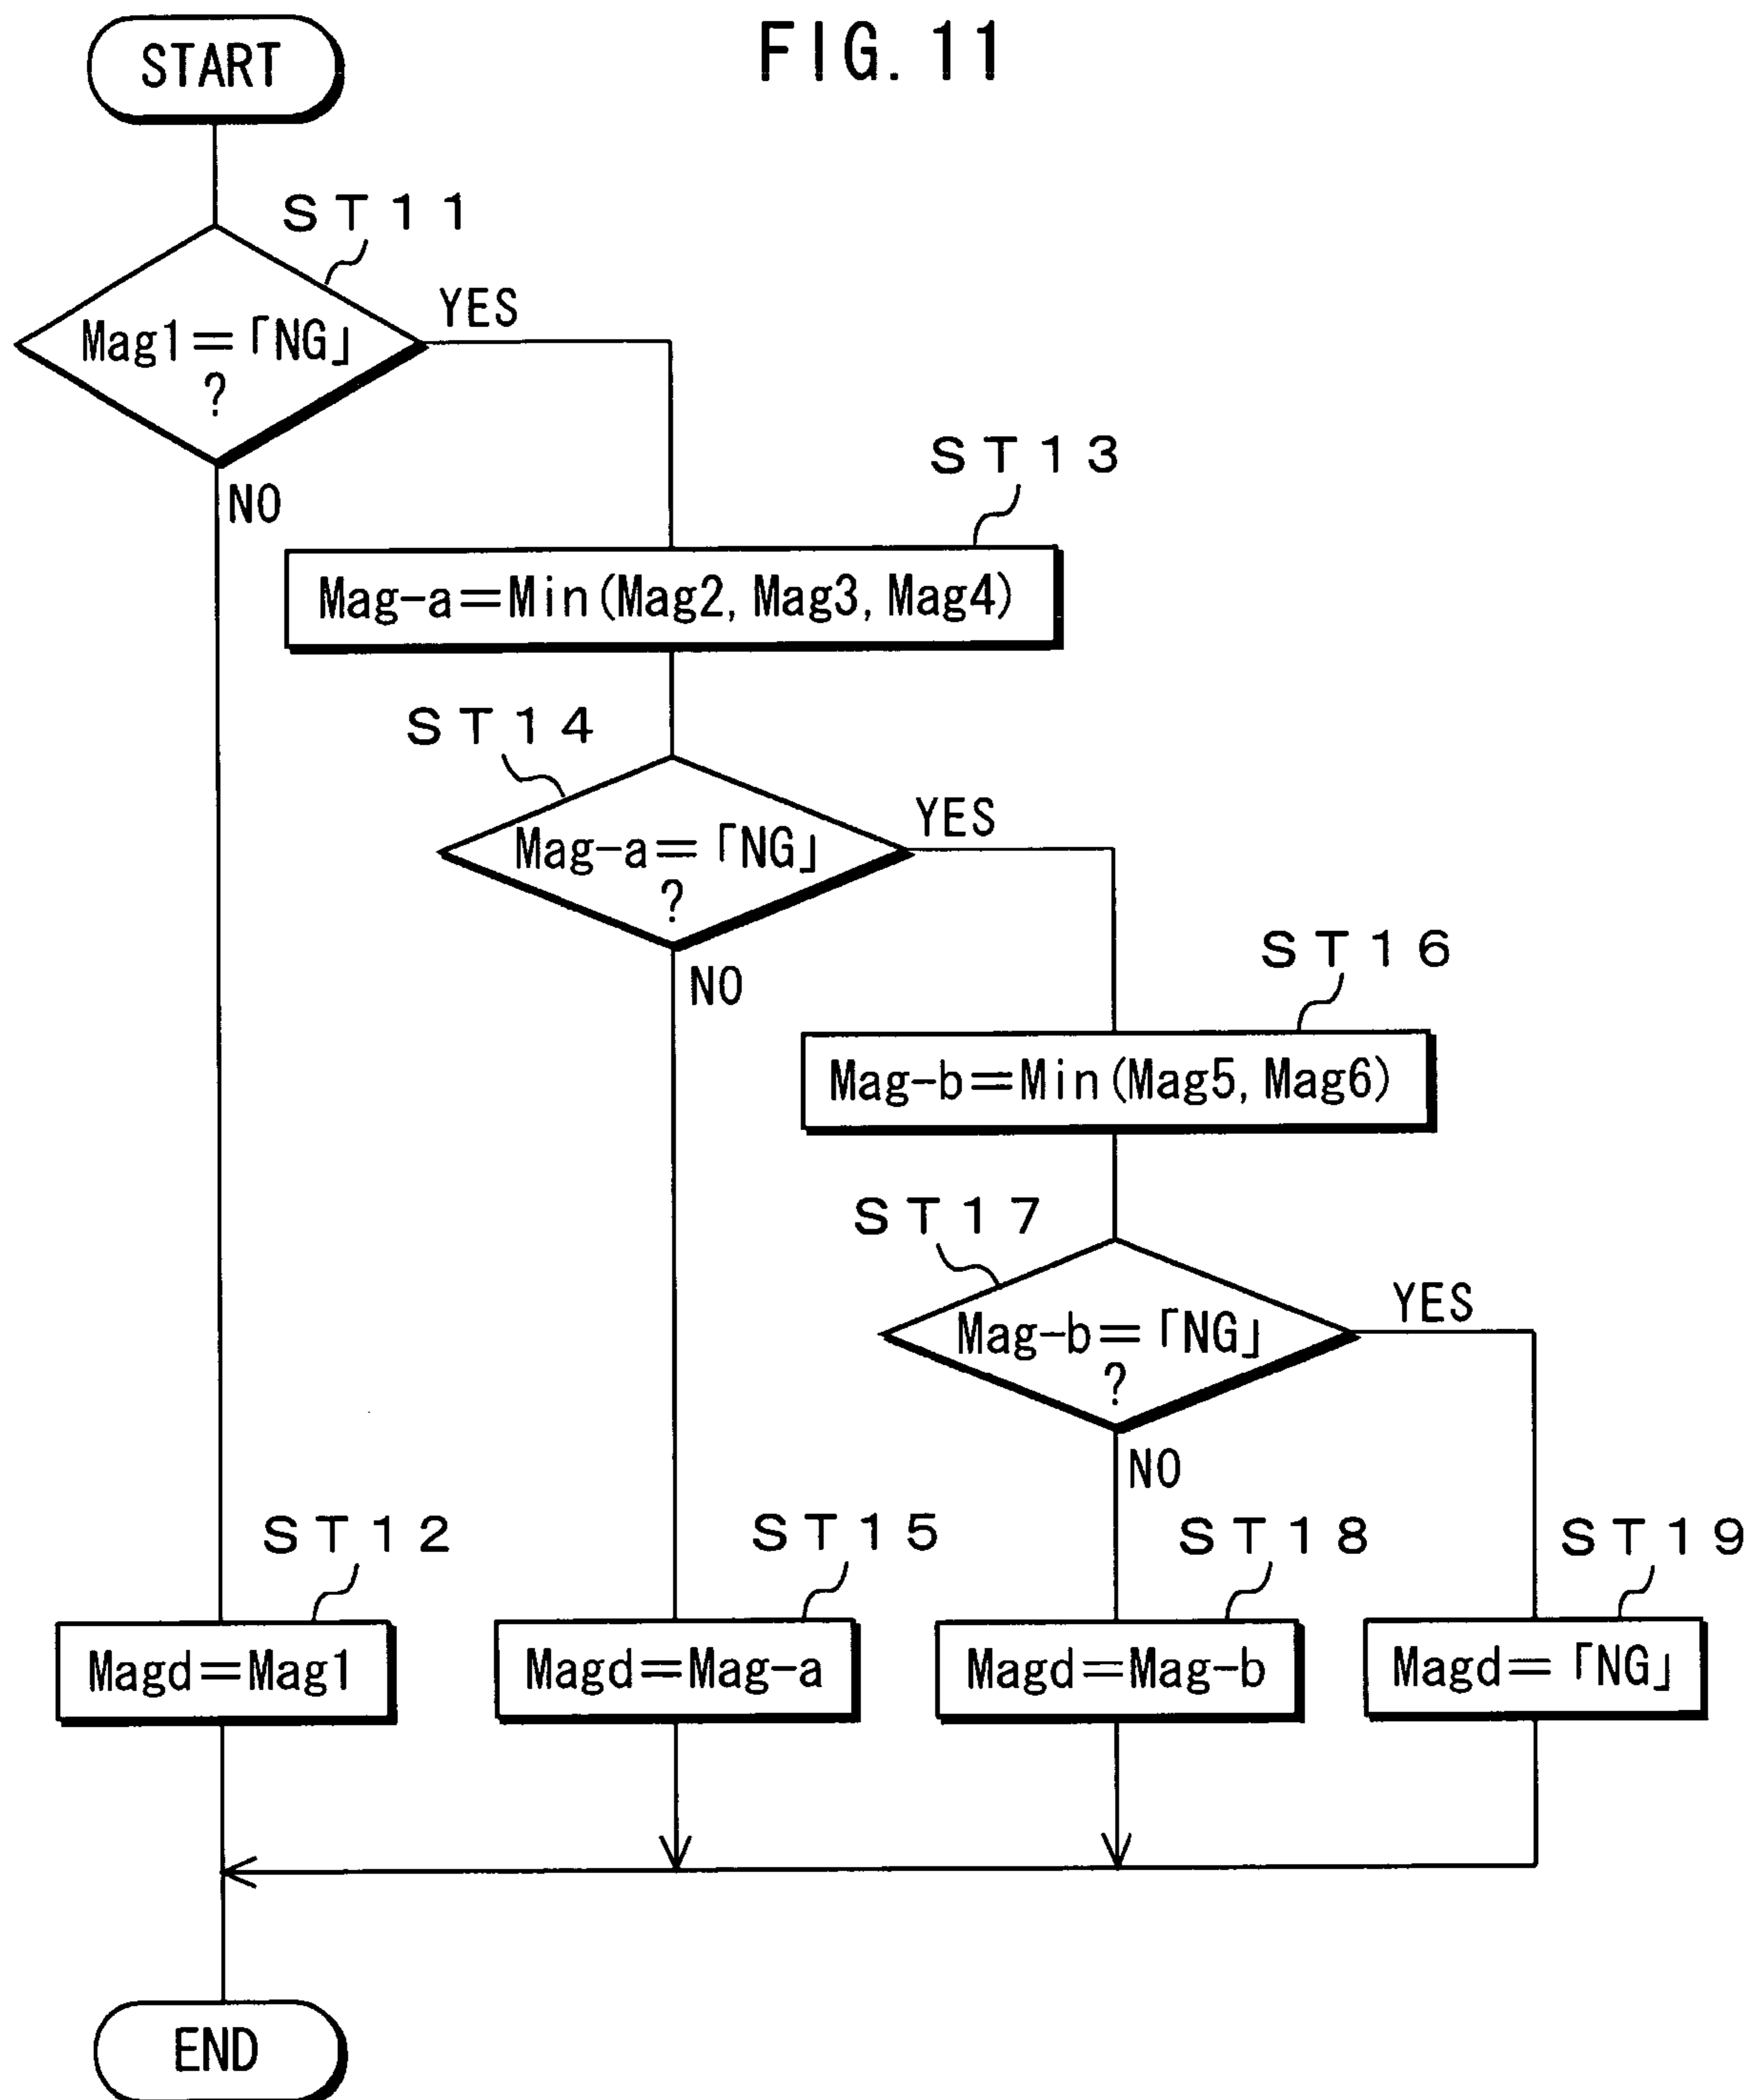 FIG. 11
START
ST11
Mag1=「NG」
?
YES
NO
ST13
Mag-a=Min(Mag2, Mag3, Mag4)
ST14
Mag-a=「NG」
?
YES
NO
ST16
Mag-b=Min(Mag5, Mag6)
ST17
Mag-b=「NG」
?
YES
NO
ST12
Magd=Mag1
ST15
Magd=Mag-a
ST18
Magd=Mag-b
ST19
Magd=「NG」
END